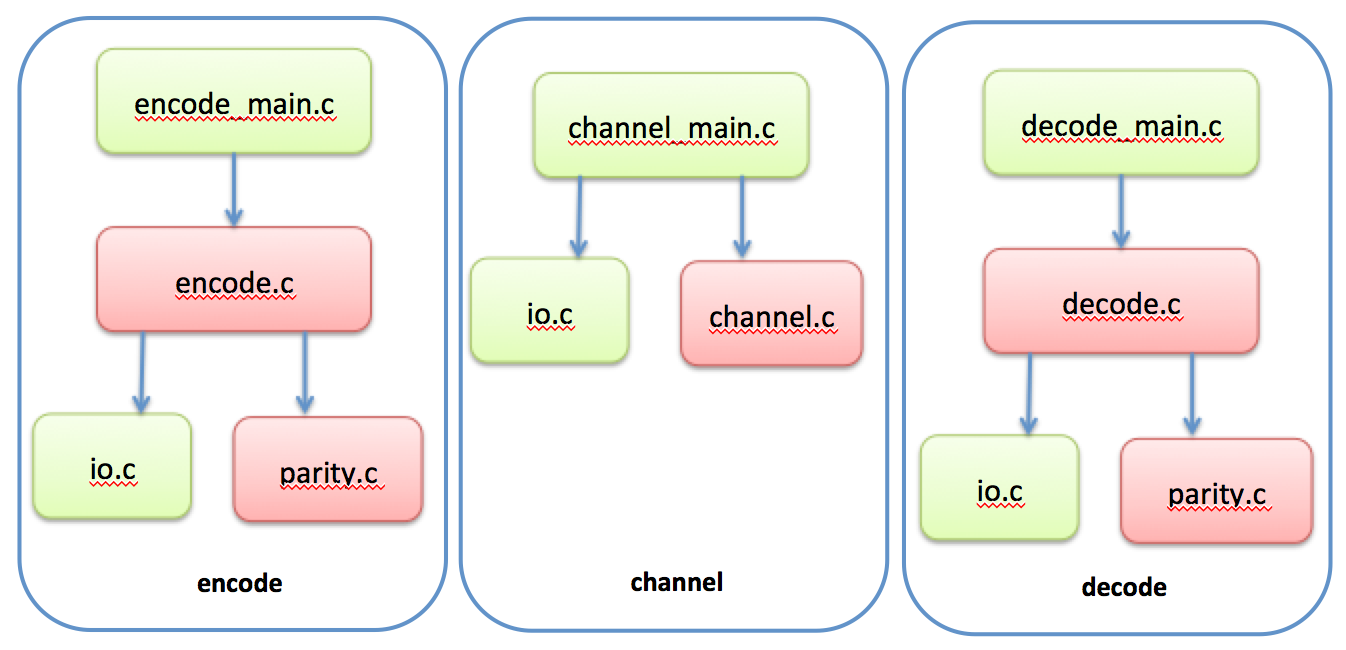 encode_main.c
encode.c
io.c
parity.c
encode
channel_main.c
io.c
channel.c
channel
decode_main.c
decode.c
io.c
parity.c
decode